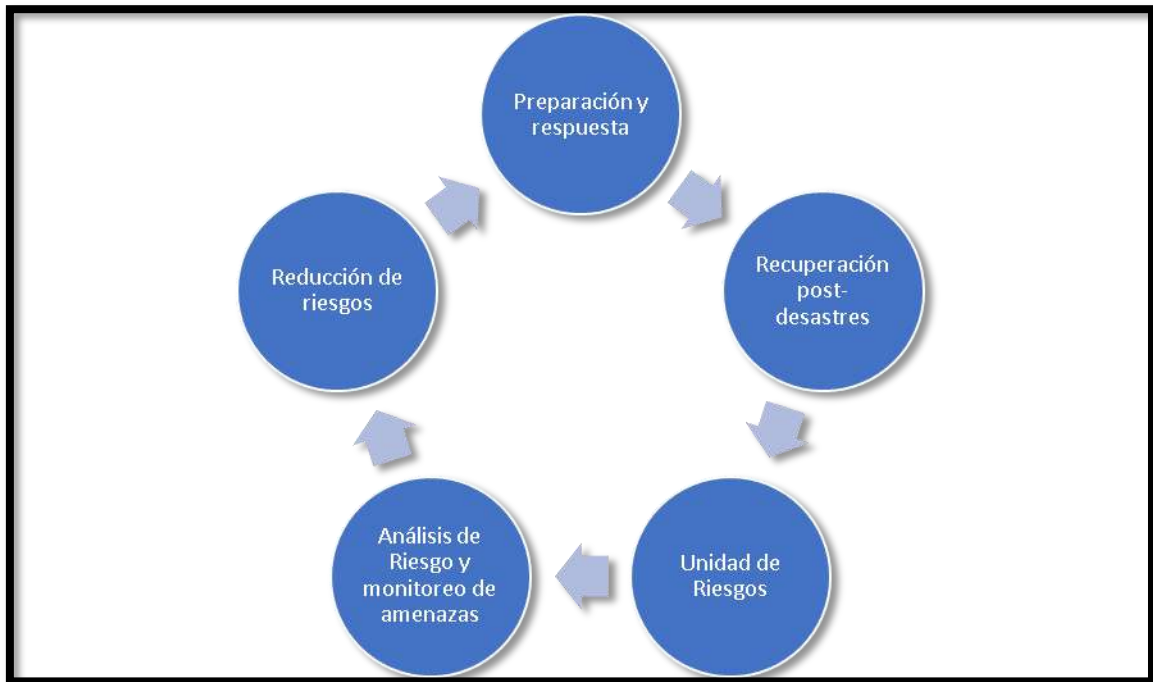 Preparación y
respuesta
Recuperación
post-
desastres
Unidad de
Riesgos
Análisis de
Riesgo y
monitoreo de
amenazas
Reducción de
riesgos